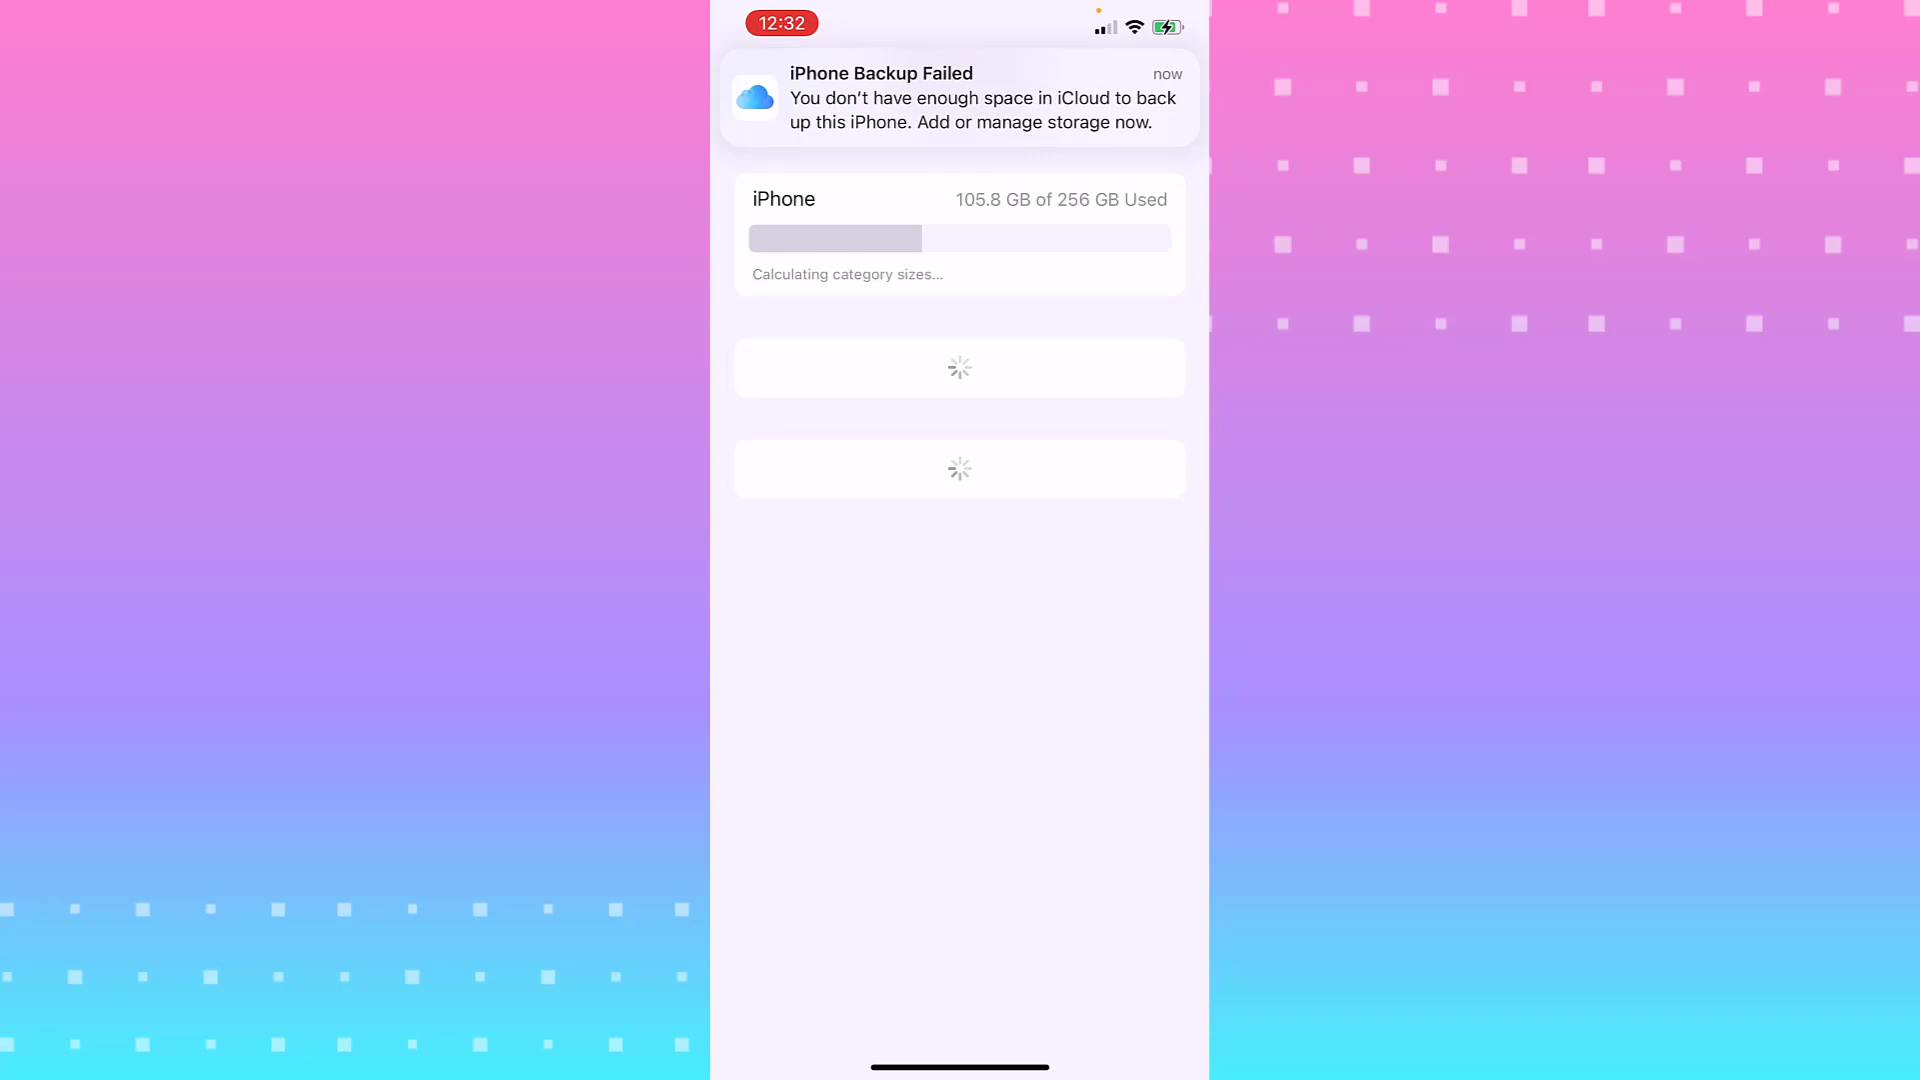 12:32
iPhone Backup Failed
now
You don’t have enough space in iCloud to back
up this iPhone. Add or manage storage now.
iPhone
105.8 GB of 256 GB Used
Calculating category sizes...